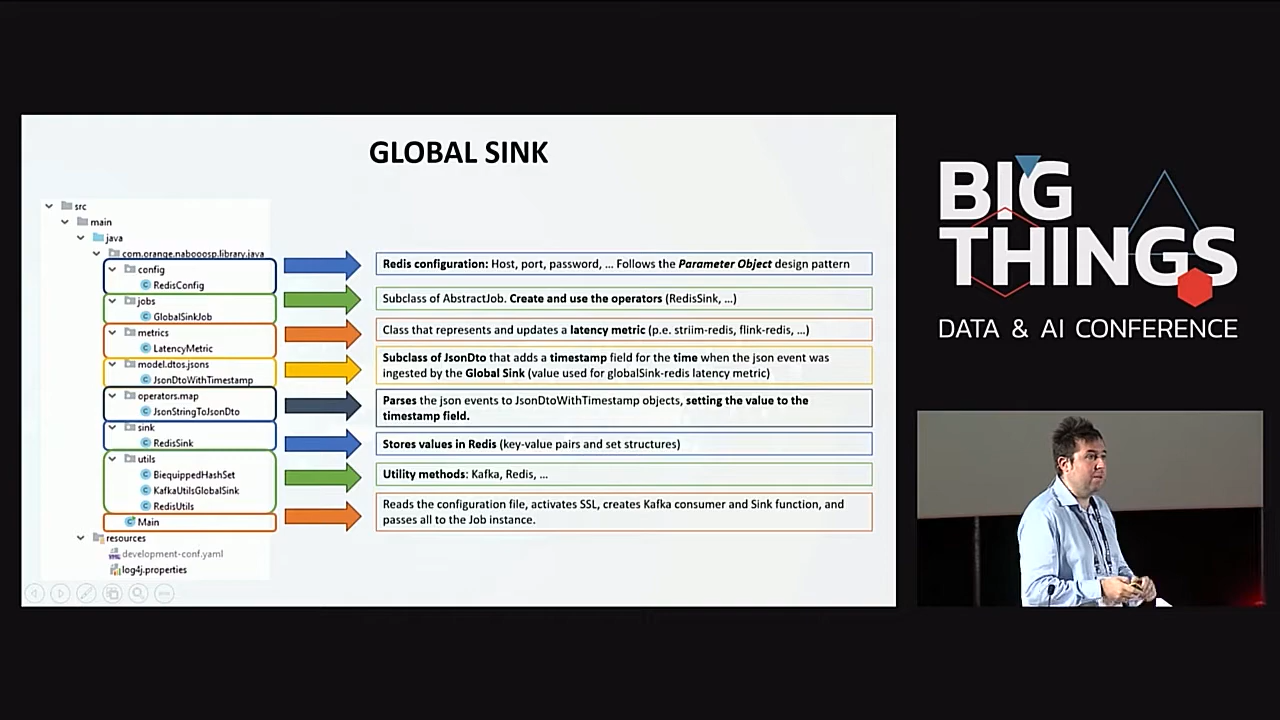 GLOBAL SINK
src
main
java
com.orange.nabooosp.library.java
config
RedisConfig
jobs
GlobalSinkJob
metrics
LatencyMetric
model.dtos.jsons
JsonDtoWithTimestamp
operators.map
JsonStringToJsonDto
sink
RedisSink
utils
BiequippedHashSet
KafkaUtilsGlobalSink
RedisUtils
Main
resources
development-conf.yaml
log4j.properties
Redis configuration: Host, port, password, ... Follows the Parameter Object design pattern
Subclass of AbstractJob. Create and use the operators (RedisSink, ...)
Class that represents and updates a latency metric (p.e. striim-redis, flink-redis, ...)
Subclass of JsonDto that adds a timestamp field for the time when the json event was
ingested by the Global Sink (value used for globalSink-redis latency metric)
Parses the json events to JsonDtoWithTimestamp objects, setting the value to the
timestamp field.
Stores values in Redis (key-value pairs and set structures)
Utility methods: Kafka, Redis, ...
Reads the configuration file, activates SSL, creates Kafka consumer and Sink function, and
passes all to the Job instance.
BIG
THINGS
DATA & AI CONFERENCE